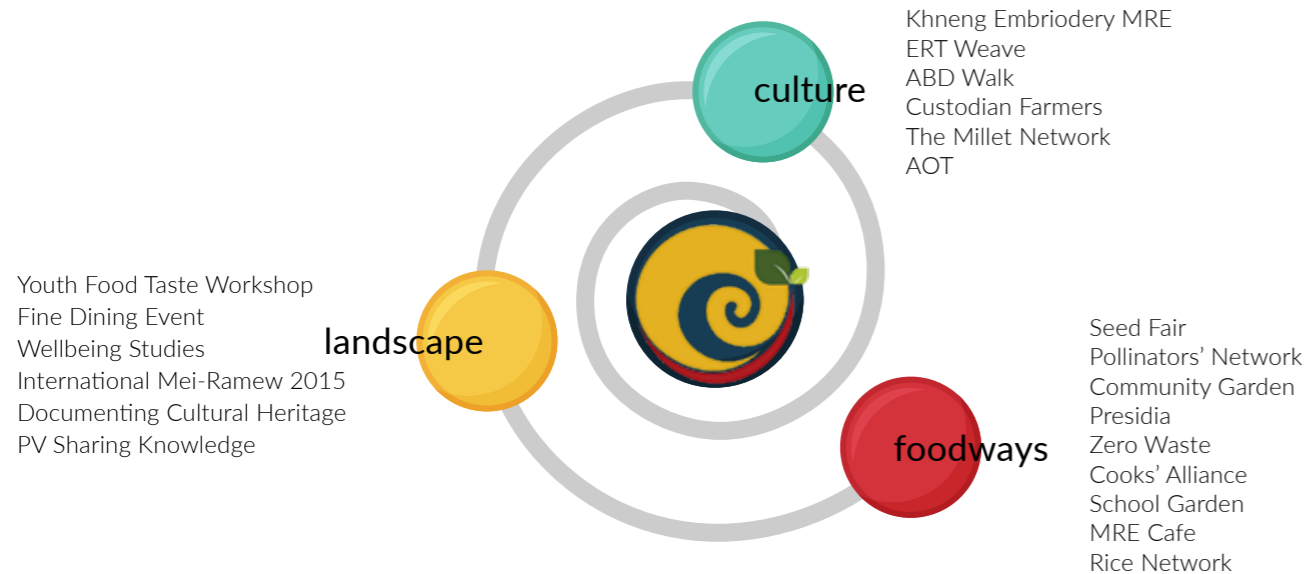 culture
Khneng Embriodery MRE
ERT Weave
ABD Walk
Custodian Farmers
The Millet Network
AOT
landscape
Youth Food Taste Workshop
Fine Dining Event
Wellbeing Studies
International Mei-Ramew 2015
Documenting Cultural Heritage
PV Sharing Knowledge
foodways
Seed Fair
Pollinators’ Network
Community Garden
Presidia
Zero Waste
Cooks’ Alliance
School Garden
MRE Cafe
Rice Network